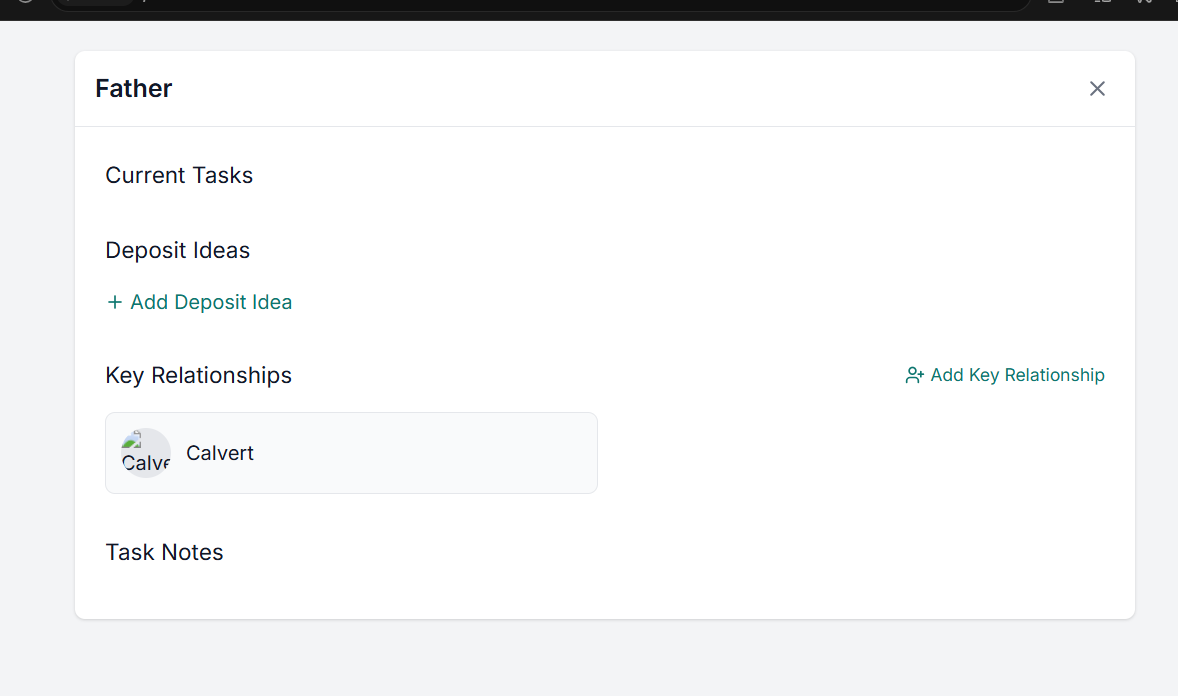 Father
Current Tasks
Deposit Ideas
+ Add Deposit Idea
Key Relationships
Add Key Relationship
Calve
Calvert
Task Notes